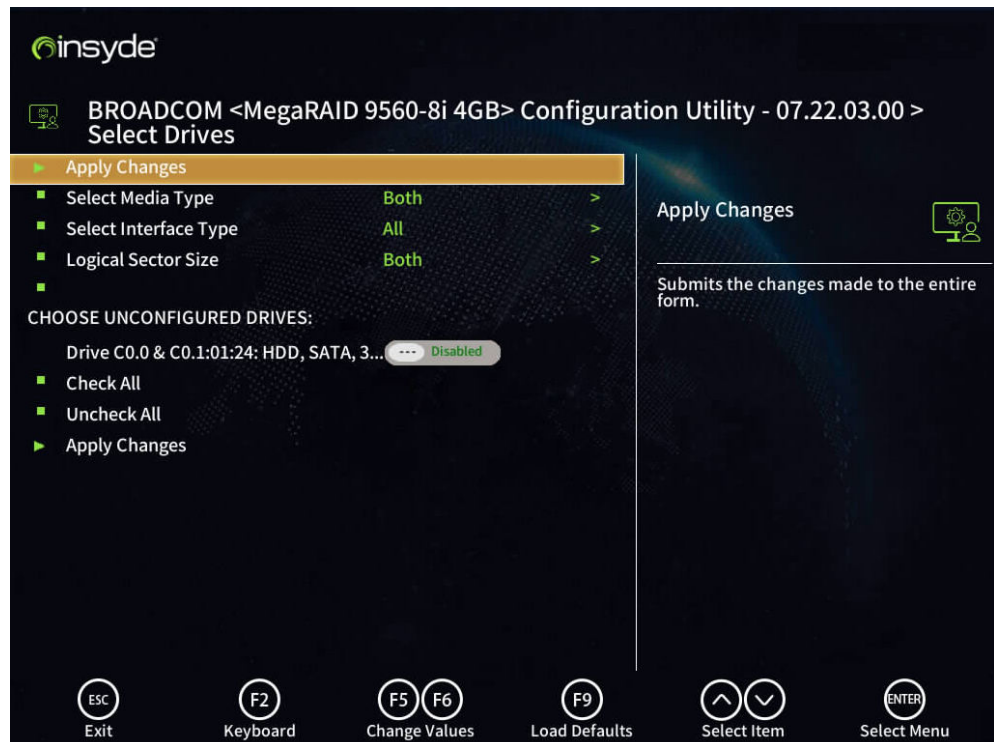 insyde
BROADCOM <MegaRAID 9560-8i 4GB> Configuration Utility - 07.22.03.00 >
Select Drives
Apply Changes
Select Media Type Both >
Select Interface Type All >
Logical Sector Size Both >
CHOOSE UNCONFIGURED DRIVES:
Drive C0.0 & C0.1:01:24: HDD, SATA, 3... --- Disabled
Check All
Uncheck All
Apply Changes
Apply Changes
Submits the changes made to the entire
form.
ESC F2 F5 F6 F9 ENTER
Exit Keyboard Change Values Load Defaults Select Item Select Menu